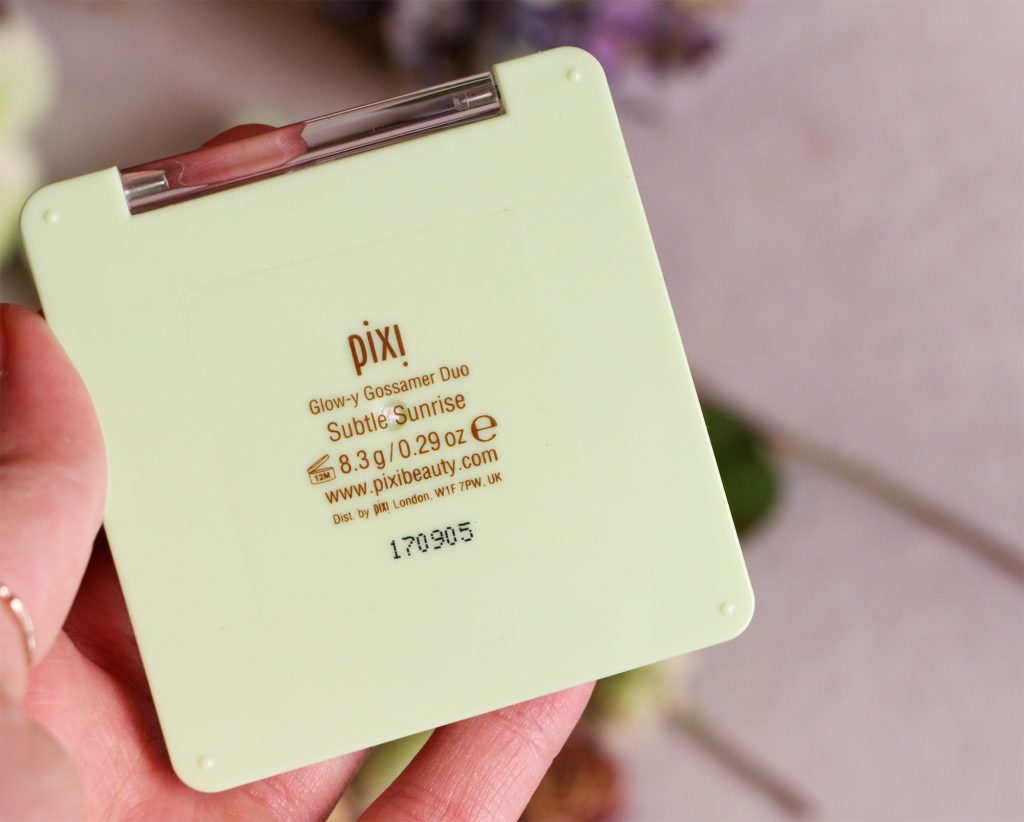 pixi
Glow-y Gossamer Duo
Subtle Sunrise
12M 8.3 g / 0.29 oz e
www.pixibeauty.com
Dist. by pixi London, W1F 7PW, UK
170905